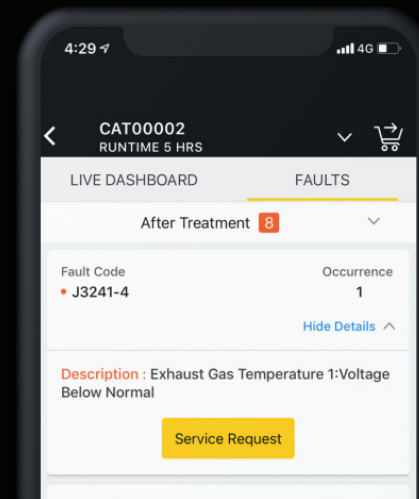 4:29 4G
CAT00002
RUNTIME 5 HRS
LIVE DASHBOARD FAULTS
After Treatment 8
Fault Code Occurrence
J3241-4 1
Hide Details
Description : Exhaust Gas Temperature 1:Voltage
Below Normal
Service Request